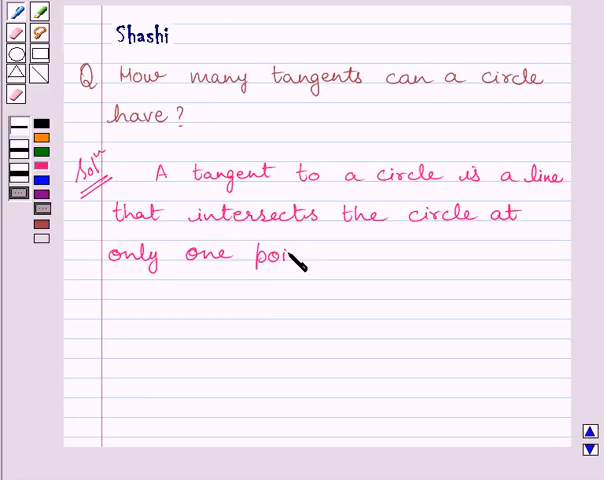 Shashi
Q How many tangents can a circle
have?
Solⁿ A tangent to a circle is a line
that intersects the circle at
only one poi